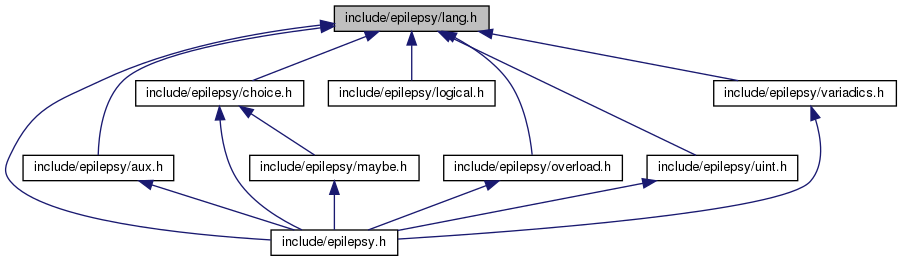 include/epilepsy/lang.h
include/epilepsy/choice.h
include/epilepsy/logical.h
include/epilepsy/variadics.h
include/epilepsy/aux.h
include/epilepsy/maybe.h
include/epilepsy/overload.h
include/epilepsy/uint.h
include/epilepsy.h